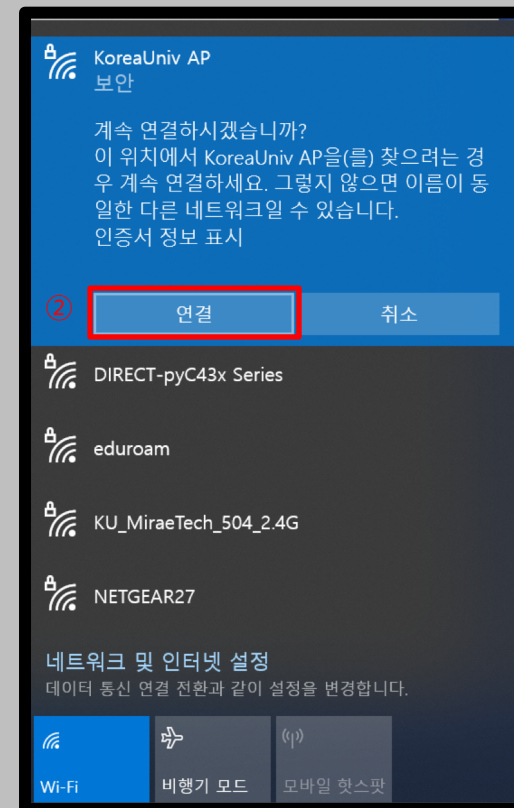 KoreaUniv AP
보안
계속 연결하시겠습니까?
이 위치에서 KoreaUniv AP을(를) 찾으려는 경
우 계속 연결하세요. 그렇지 않으면 이름이 동
일한 다른 네트워크일 수 있습니다.
인증서 정보 표시
② 연결 취소
DIRECT-pyC43x Series
eduroam
KU_MiraeTech_504_2.4G
NETGEAR27
네트워크 및 인터넷 설정
데이터 통신 연결 전환과 같이 설정을 변경합니다.
Wi-Fi 비행기 모드 모바일 핫스팟